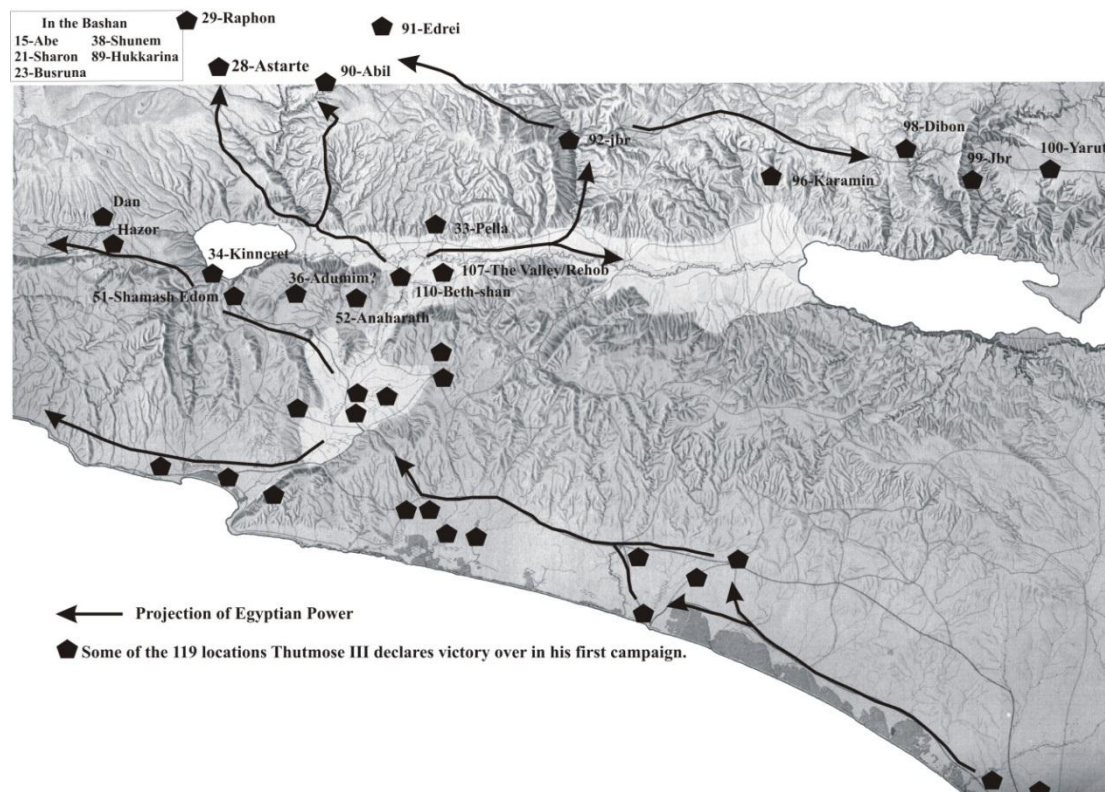 In the Bashan
15-Abe 38-Shunem
21-Sharon 89-Hukkarina
23-Busruna
29-Raphon
91-Edrei
28-Astarte
90-Abil
92-jbr
98-Dibon
99-Jbr
100-Yarut
96-Karamin
Dan
Hazor
33-Pella
34-Kinneret
36-Adumim?
107-The Valley/Rehob
51-Shamash Edom
110-Beth-shan
52-Anaharath
Projection of Egyptian Power
Some of the 119 locations Thutmose III declares victory over in his first campaign.